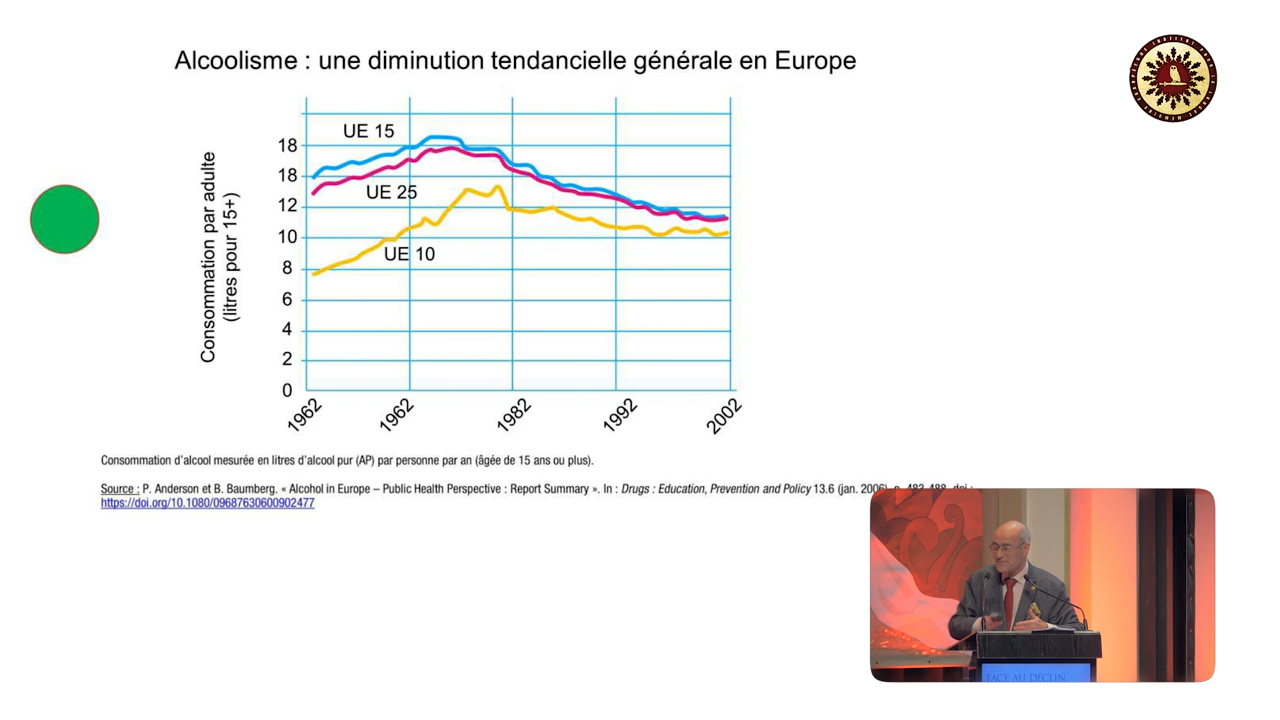 Alcoolisme : une diminution tendancielle générale en Europe
Consommation par adulte
(litres pour 15+)
UE 15
UE 25
UE 10
18
18
12
10
8
6
4
2
0
1962
1962
1982
1992
2002
Consommation d'alcool mesurée en litres d'alcool pur (AP) par personne par an (âgée de 15 ans ou plus).
Source : P. Anderson et B. Baumberg. « Alcohol in Europe – Public Health Perspective : Report Summary ». In : Drugs : Education, Prevention and Policy 13.6 (jan. 2006), p. 483-488. doi :
https://doi.org/10.1080/09687630600902477
FACE AU DÉCLIN